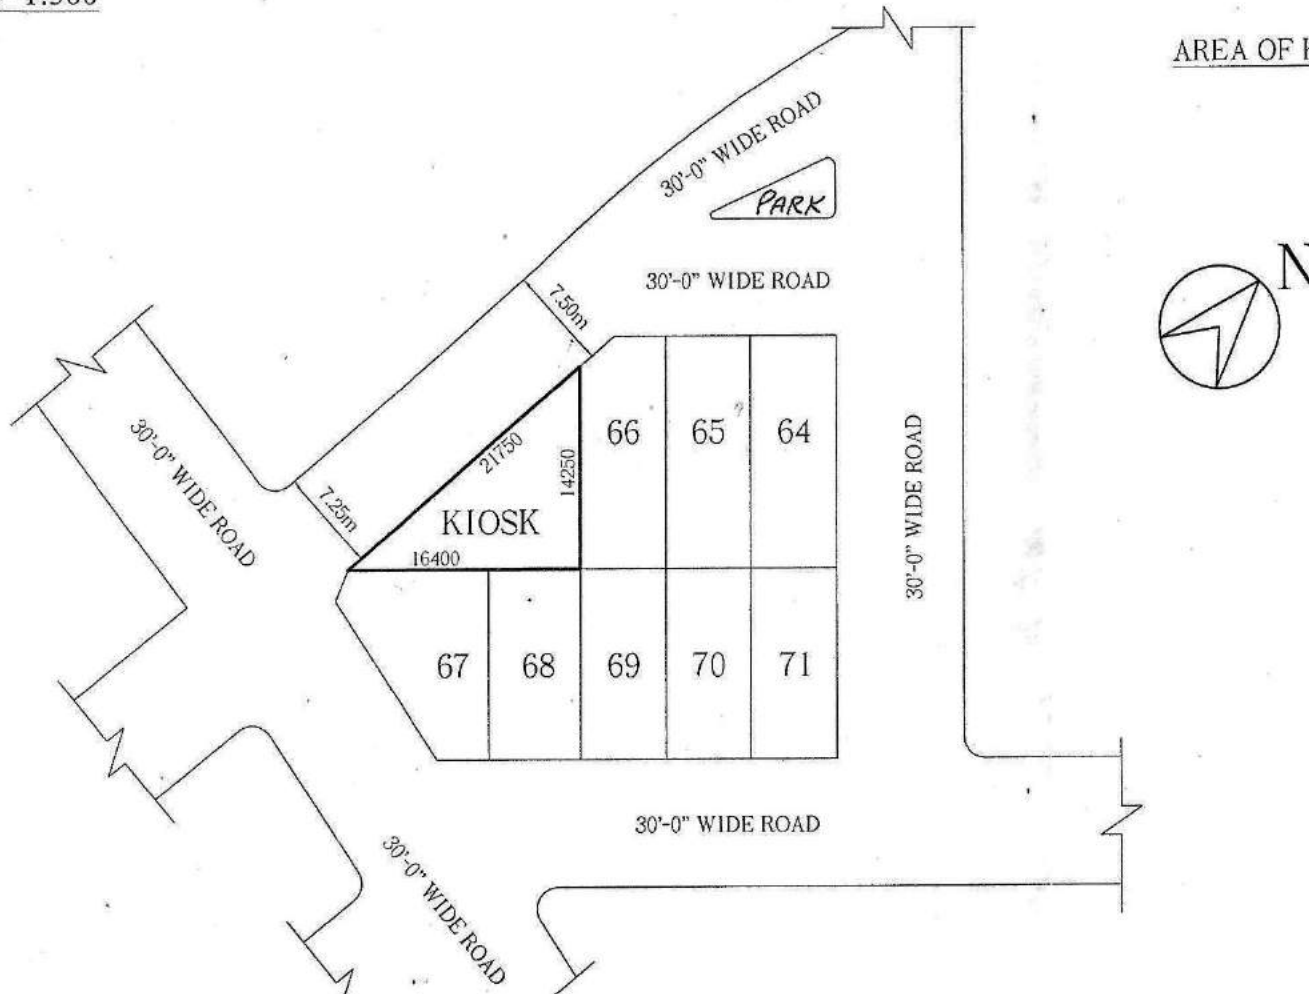 1:500
AREA OF
30'-0" WIDE ROAD
PARK
N
30'-0" WIDE ROAD
7.50m
30'-0" WIDE ROAD
66
65
64
21750
14250
30'-0" WIDE ROAD
7.25m
KIOSK
16400
67
68
69
70
71
30'-0" WIDE ROAD
30'-0" WIDE ROAD